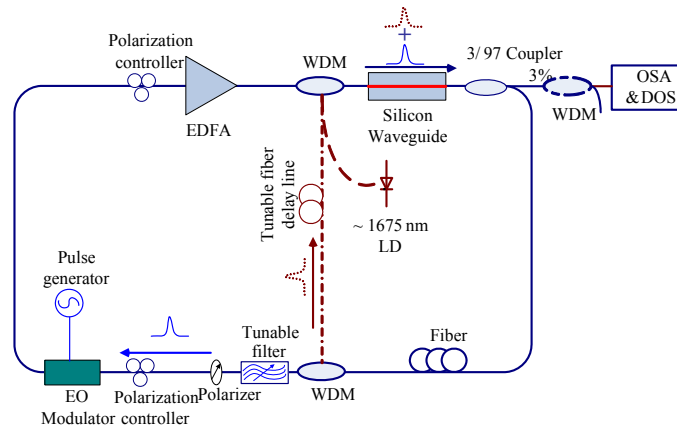 Polarization
controller
EDFA
WDM
+
Silicon
Waveguide
3/97 Coupler
3%
WDM
OSA
&DOS
Tunable fiber
delay line
~ 1675 nm
LD
Pulse
generator
EO
Modulator
Polarization
controller
Polarizer
Tunable
filter
WDM
Fiber